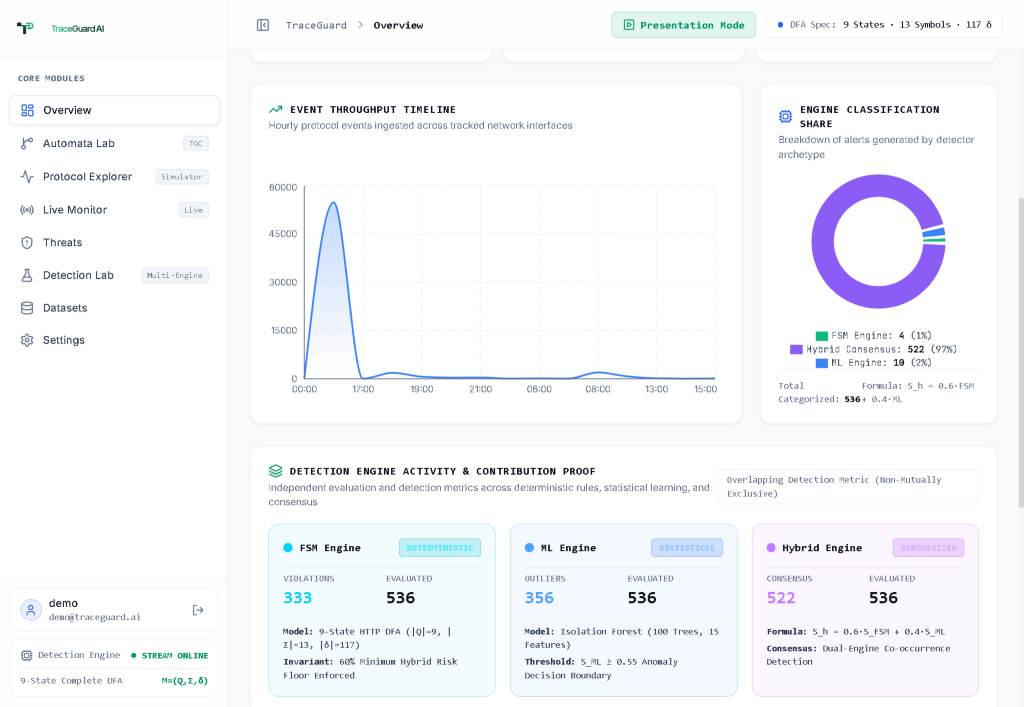 TraceGuard AI
TraceGuard > Overview
Presentation Mode
DFA Spec: 9 States · 13 Symbols · 117 δ
CORE MODULES
Overview
Automata Lab TOC
Protocol Explorer Simulator
Live Monitor Live
Threats
Detection Lab Multi-Engine
Datasets
Settings
demo
demo@traceguard.ai
Detection Engine STREAM ONLINE
9-State Complete DFA M=(Q,Σ,δ)
EVENT THROUGHPUT TIMELINE
Hourly protocol events ingested across tracked network interfaces
60000
45000
30000
15000
0
00:00 17:00 19:00 21:00 06:00 08:00 13:00 15:00
ENGINE CLASSIFICATION
SHARE
Breakdown of alerts generated by detector
archetype
FSM Engine: 4 (1%)
Hybrid Consensus: 522 (97%)
ML Engine: 10 (2%)
Total
Categorized: 536
Formula: S_h = 0.6·FSM
+ 0.4·ML
DETECTION ENGINE ACTIVITY & CONTRIBUTION PROOF
Independent evaluation and detection metrics across deterministic rules, statistical learning, and
consensus
Overlapping Detection Metric (Non-Mutually
Exclusive)
FSM Engine DETERMINISTIC
VIOLATIONS EVALUATED
333 536
Model: 9-State HTTP DFA (|Q|=9, |
Σ|=13, |δ|=117)
Invariant: 60% Minimum Hybrid Risk
Floor Enforced
ML Engine STATISTICAL
OUTLIERS EVALUATED
356 536
Model: Isolation Forest (100 Trees, 15
Features)
Threshold: S_ML ≥ 0.55 Anomaly
Decision Boundary
Hybrid Engine SYNTHESIZED
CONSENSUS EVALUATED
522 536
Formula: S_h = 0.6·S_FSM + 0.4·S_ML
Consensus: Dual-Engine Co-occurrence
Detection